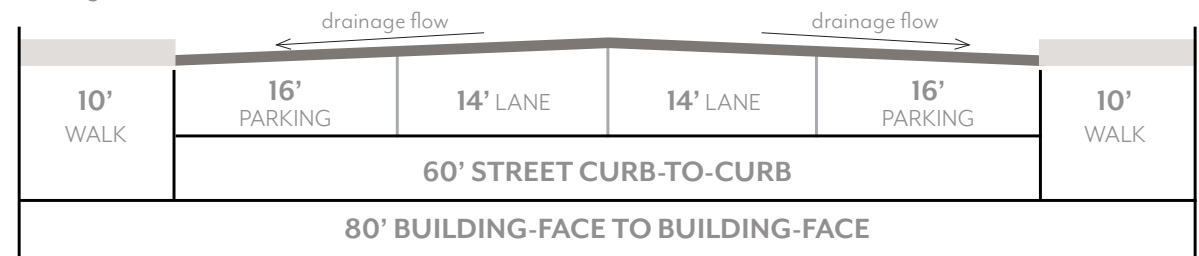 drainage flow
drainage flow
10’
WALK
16’
PARKING
14’ LANE
14’ LANE
16’
PARKING
10’
WALK
60’ STREET CURB-TO-CURB
80’ BUILDING-FACE TO BUILDING-FACE